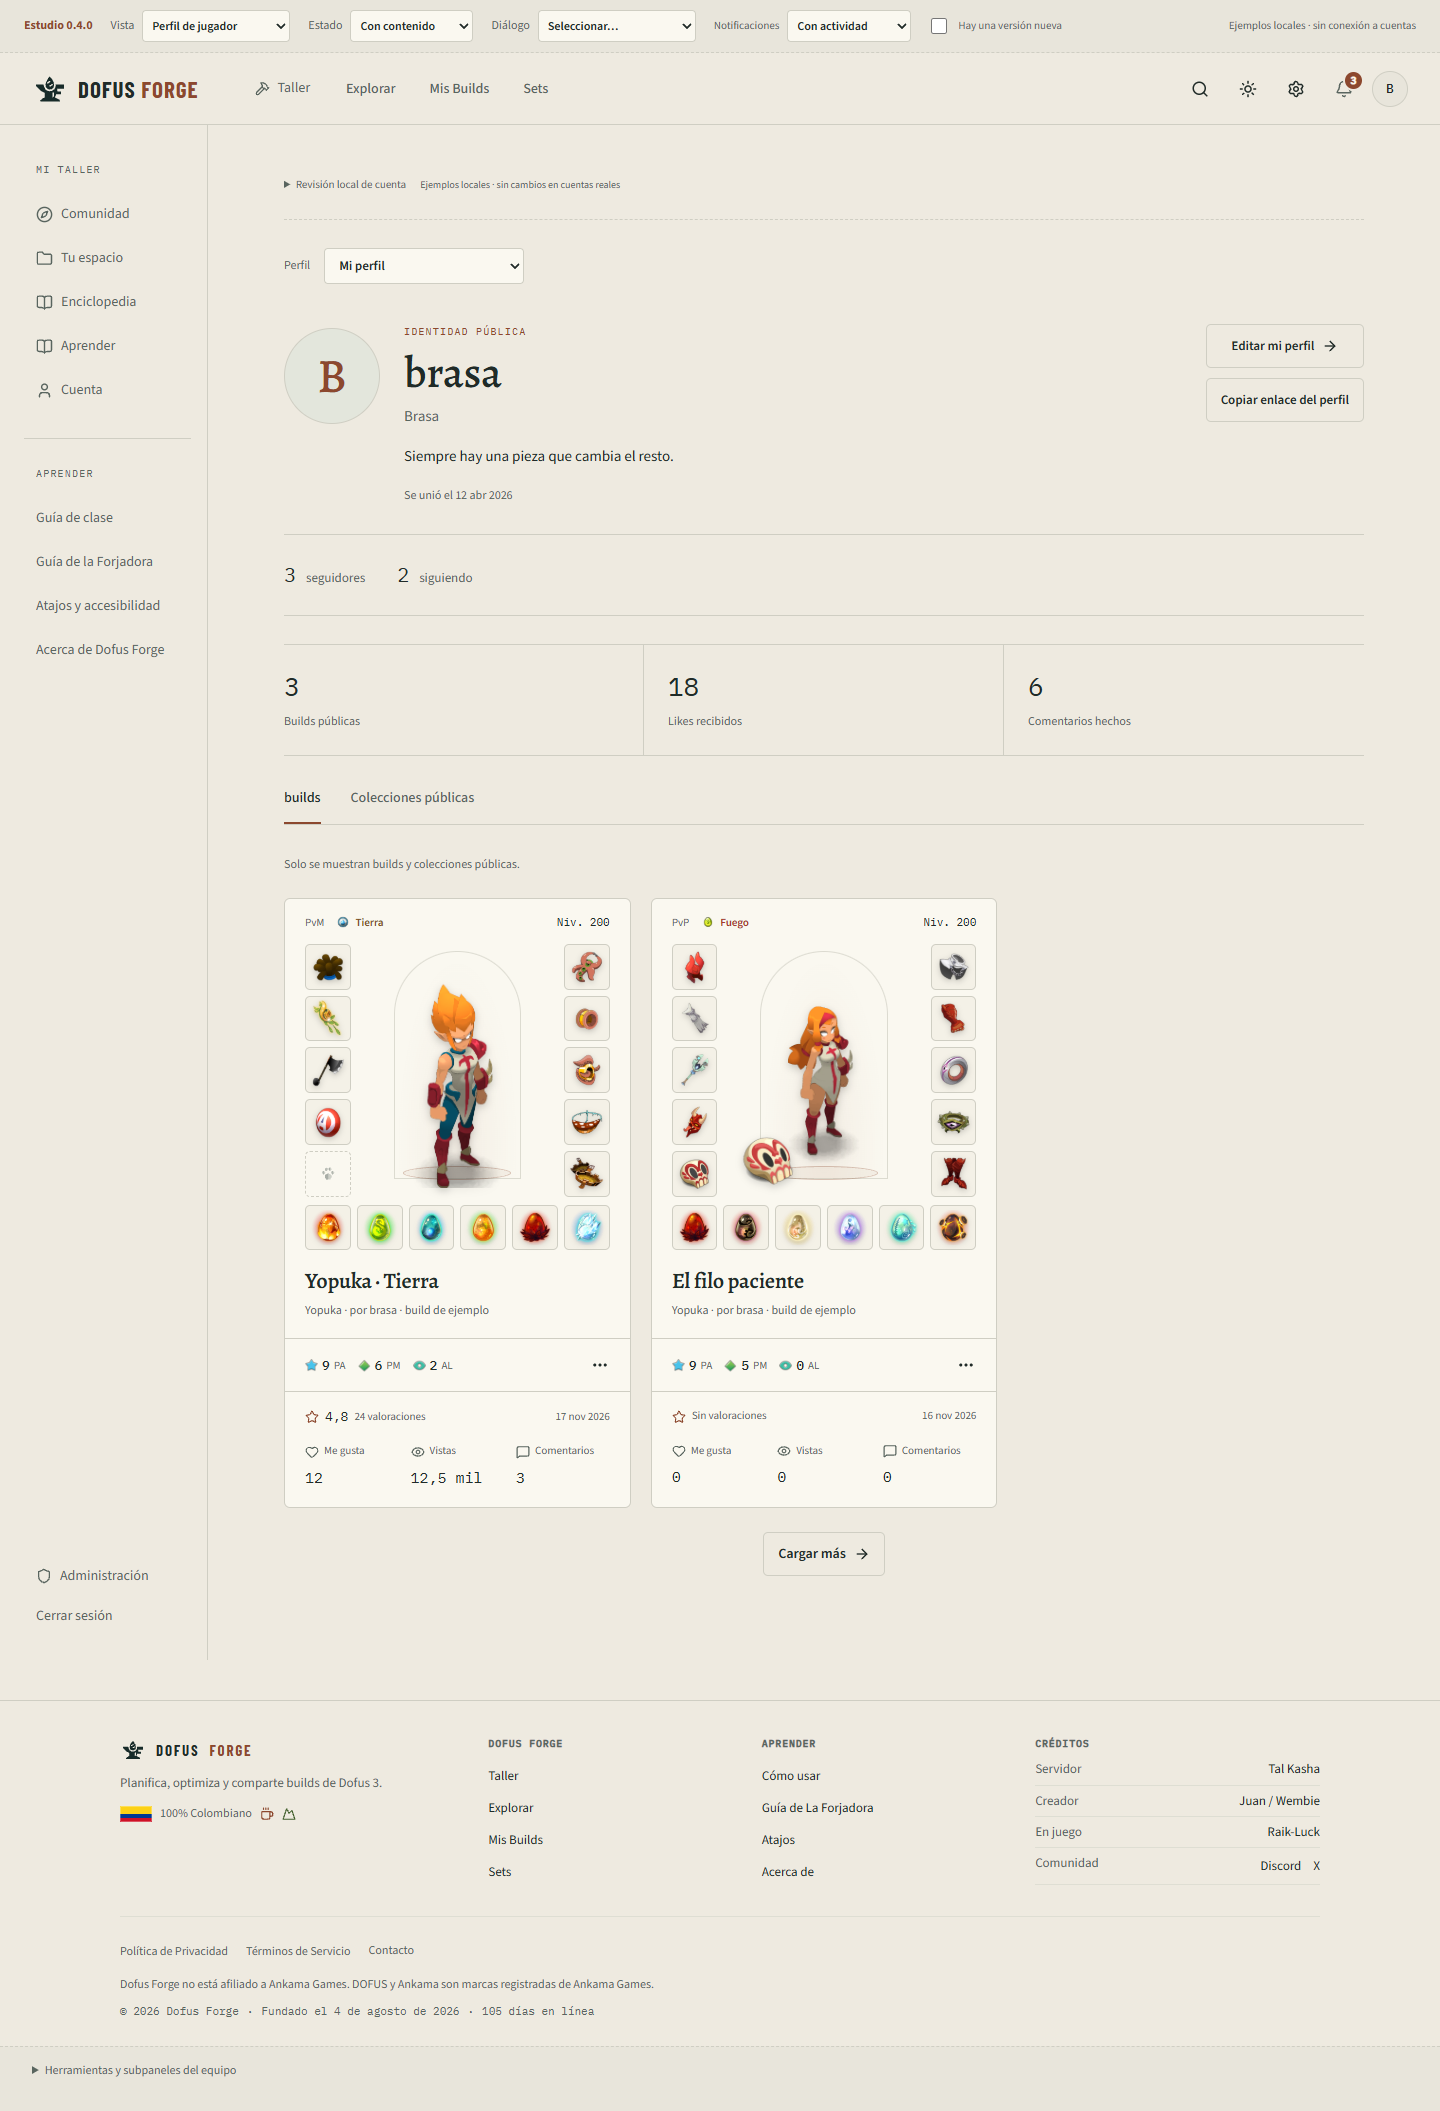 Estudio 0.4.0 Vista Perfil de jugador Estado Con contenido Diálogo Seleccionar... Notificaciones Con actividad Hay una versión nueva Ejemplos locales · sin conexión a cuentas
DOFUS FORGE Taller Explorar Mis Builds Sets 3 B
MI TALLER
Comunidad
Tu espacio
Enciclopedia
Aprender
Cuenta
APRENDER
Guía de clase
Guía de la Forjadora
Atajos y accesibilidad
Acerca de Dofus Forge
Administración
Cerrar sesión
Revisión local de cuenta Ejemplos locales · sin cambios en cuentas reales
Perfil Mi perfil
B
IDENTIDAD PÚBLICA
brasa
Brasa
Siempre hay una pieza que cambia el resto.
Se unió el 12 abr 2026
Editar mi perfil
Copiar enlace del perfil
3 seguidores 2 siguiendo
3
Builds públicas
18
Likes recibidos
6
Comentarios hechos
builds Colecciones públicas
Solo se muestran builds y colecciones públicas.
PvM Tierra Niv. 200
Yopuka · Tierra
Yopuka · por brasa · build de ejemplo
9 PA 6 PM 2 AL
4,8 24 valoraciones 17 nov 2026
Me gusta Vistas Comentarios
12 12,5 mil 3
PvP Fuego Niv. 200
El filo paciente
Yopuka · por brasa · build de ejemplo
9 PA 5 PM 0 AL
Sin valoraciones 16 nov 2026
Me gusta Vistas Comentarios
0 0 0
Cargar más
DOFUS FORGE
Planifica, optimiza y comparte builds de Dofus 3.
100% Colombiano
DOFUS FORGE
Taller
Explorar
Mis Builds
Sets
APRENDER
Cómo usar
Guía de La Forjadora
Atajos
Acerca de
CRÉDITOS
Servidor Tal Kasha
Creador Juan / Wembie
En juego Raik-Luck
Comunidad Discord X
Política de Privacidad Términos de Servicio Contacto
Dofus Forge no está afiliado a Ankama Games. DOFUS y Ankama son marcas registradas de Ankama Games.
© 2026 Dofus Forge · Fundado el 4 de agosto de 2026 · 105 días en línea
Herramientas y subpaneles del equipo